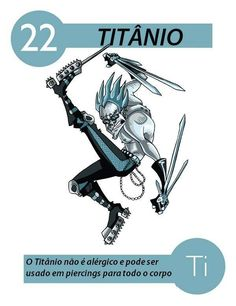 22
TITÂNIO
O Titânio não é alérgico e pode ser
usado em piercings para todo o corpo
Ti